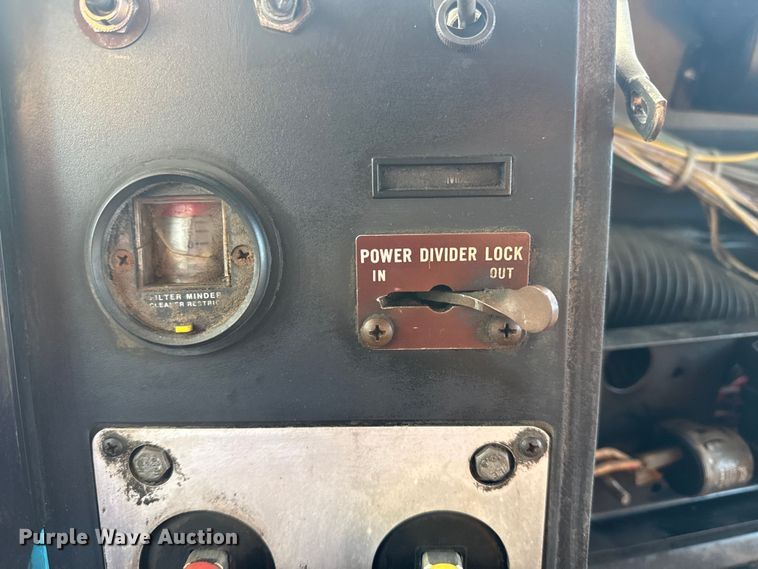 POWER DIVIDER LOCK
IN OUT
FILTER MINDER
CLEANER RESTRIC
Purple Wave Auction